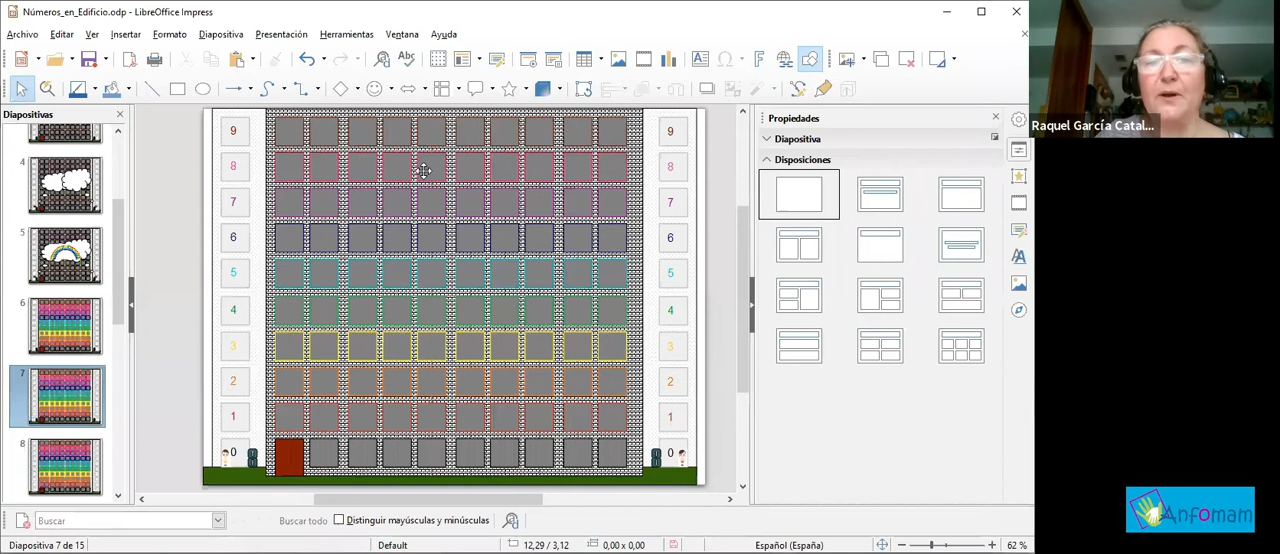 Números_en_Edificio.odp - LibreOffice Impress
Archivo Editar Ver Insertar Formato Diapositiva Presentación Herramientas Ventana Ayuda
Diapositivas
4
5
6
7
8
9 9
8 8
7 7
6 6
5 5
4 4
3 3
2 2
1 1
0 0
Propiedades
Diapositiva
Disposiciones
Raquel García Catal...
Anfomam
Buscar Buscar todo Distinguir mayúsculas y minúsculas
Diapositiva 7 de 15 Default 12,29 / 3,12 0,00 x 0,00 Español (España) 62 %